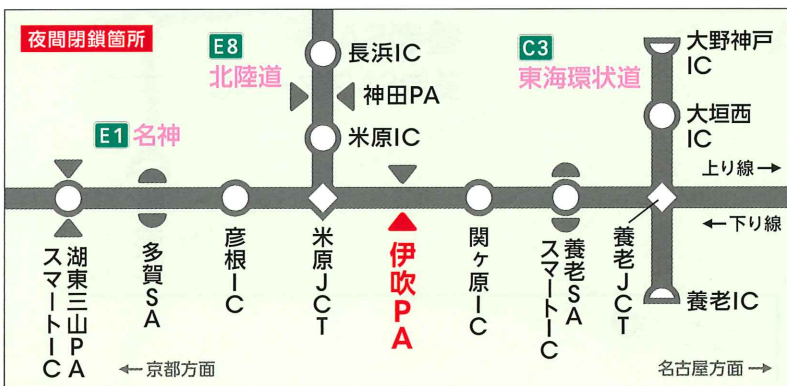 夜間閉鎖箇所
E8
北陸道
長浜IC
神田PA
米原IC
C3
東海環状道
大野神戸
IC
大垣西
IC
E1 名神
上り線→
←下り線
湖東三山PA
スマートIC
多賀SA
彦根IC
米原JCT
伊吹PA
関ヶ原IC
養老SA
スマートIC
養老JCT
養老IC
←京都方面
名古屋方面→